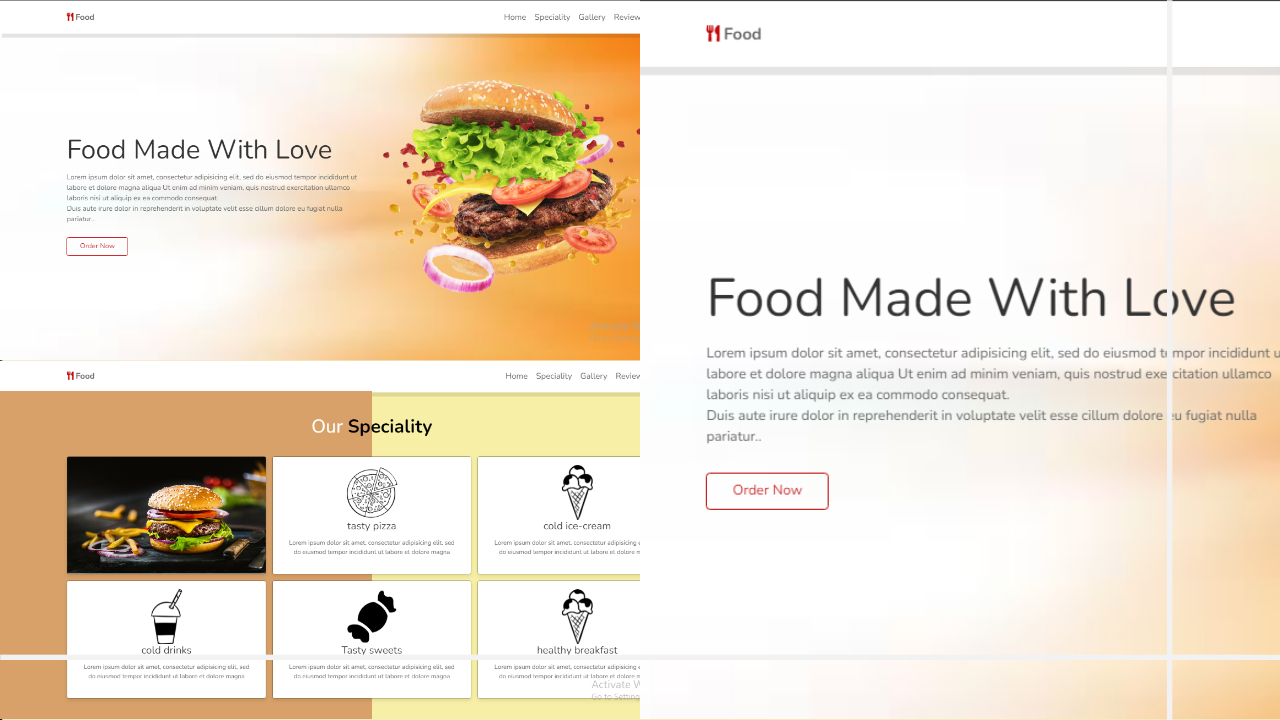 Food
Home Speciality Gallery Review
Food Made With Love
Lorem ipsum dolor sit amet, consectetur adipisicing elit, sed do eiusmod tempor incididunt ut
labore et dolore magna aliqua Ut enim ad minim veniam, quis nostrud exercitation ullamco
laboris nisi ut aliquip ex ea commodo consequat.
Duis aute irure dolor in reprehenderit in voluptate velit esse cillum dolore eu fugiat nulla
pariatur..
Order Now
Food
Home Speciality Gallery Review
Our Speciality
tasty pizza
Lorem ipsum dolor sit amet, consectetur adipisicing elit, sed
do eiusmod tempor incididunt ut labore et dolore magna
cold ice-cream
Lorem ipsum dolor sit amet, consectetur adipisicing e
do eiusmod tempor incididunt ut labore et dolore m
cold drinks
Lorem ipsum dolor sit amet, consectetur adipisicing elit, sed
do eiusmod tempor incididunt ut labore et dolore magna
Tasty sweets
Lorem ipsum dolor sit amet, consectetur adipisicing elit, sed
do eiusmod tempor incididunt ut labore et dolore magna
healthy breakfast
Lorem ipsum dolor sit amet, consectetur adipisicing e
do eiusmod tempor incididunt ut labore et dolore m
Activate W
Go to Setting
Food
Food Made With Love
Lorem ipsum dolor sit amet, consectetur adipisicing elit, sed do eiusmod tempor incididunt u
labore et dolore magna aliqua Ut enim ad minim veniam, quis nostrud exercitation ullamco
laboris nisi ut aliquip ex ea commodo consequat.
Duis aute irure dolor in reprehenderit in voluptate velit esse cillum dolore eu fugiat nulla
pariatur..
Order Now